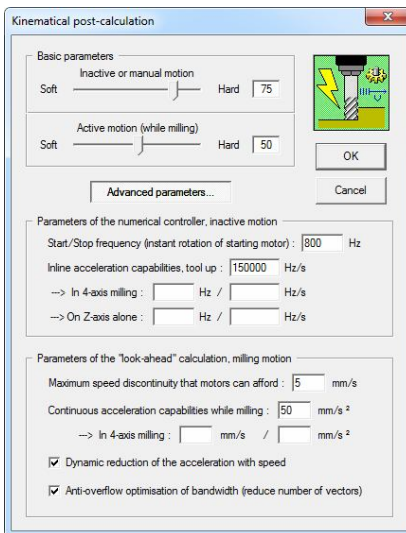 Kinematical post-calculation
Basic parameters
Inactive or manual motion
Soft Hard 75
Active motion (while milling)
Soft Hard 50
OK
Advanced parameters...
Cancel
Parameters of the numerical controller, inactive motion
Start/Stop frequency (instant rotation of starting motor) : 800 Hz
Inline acceleration capabilities, tool up : 150000 Hz/s
---> In 4-axis milling : Hz / Hz/s
---> On Z-axis alone : Hz / Hz/s
Parameters of the "look-ahead" calculation, milling motion
Maximum speed discontinuity that motors can afford : 5 mm/s
Continuous acceleration capabilities while milling : 50 mm/s ²
---> In 4-axis milling : mm/s / mm/s ²
Dynamic reduction of the acceleration with speed
Anti-overflow optimisation of bandwidth (reduce number of vectors)